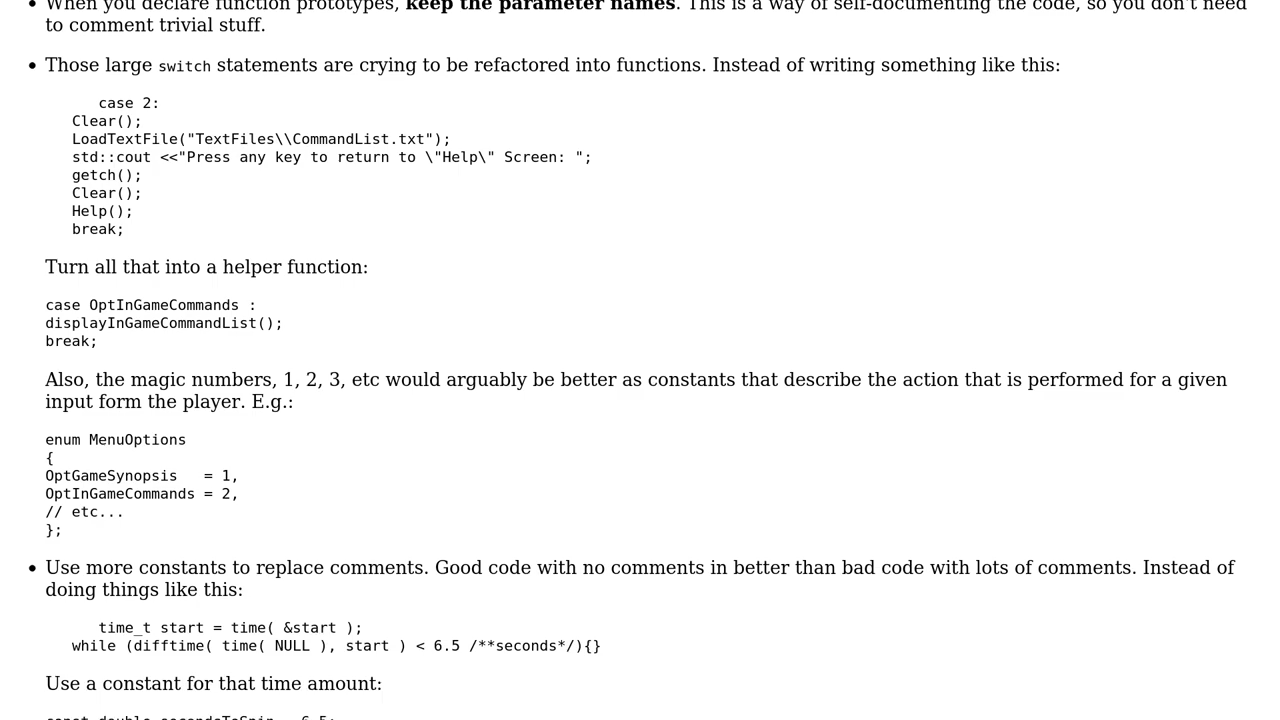 When you declare function prototypes, keep the parameter names. This is a way of self-documenting the code, so you don't need
to comment trivial stuff.
Those large switch statements are crying to be refactored into functions. Instead of writing something like this:
case 2:
Clear();
LoadTextFile("TextFiles\\CommandList.txt");
std::cout <<"Press any key to return to \"Help\" Screen: ";
getch();
Clear();
Help();
break;
Turn all that into a helper function:
case OptInGameCommands :
displayInGameCommandList();
break;
Also, the magic numbers, 1, 2, 3, etc would arguably be better as constants that describe the action that is performed for a given
input form the player. E.g.:
enum MenuOptions
{
OptGameSynopsis   = 1,
OptInGameCommands = 2,
// etc...
};
Use more constants to replace comments. Good code with no comments in better than bad code with lots of comments. Instead of
doing things like this:
time_t start = time( &start );
while (difftime( time( NULL ), start ) < 6.5 /**seconds*/){}
Use a constant for that time amount: